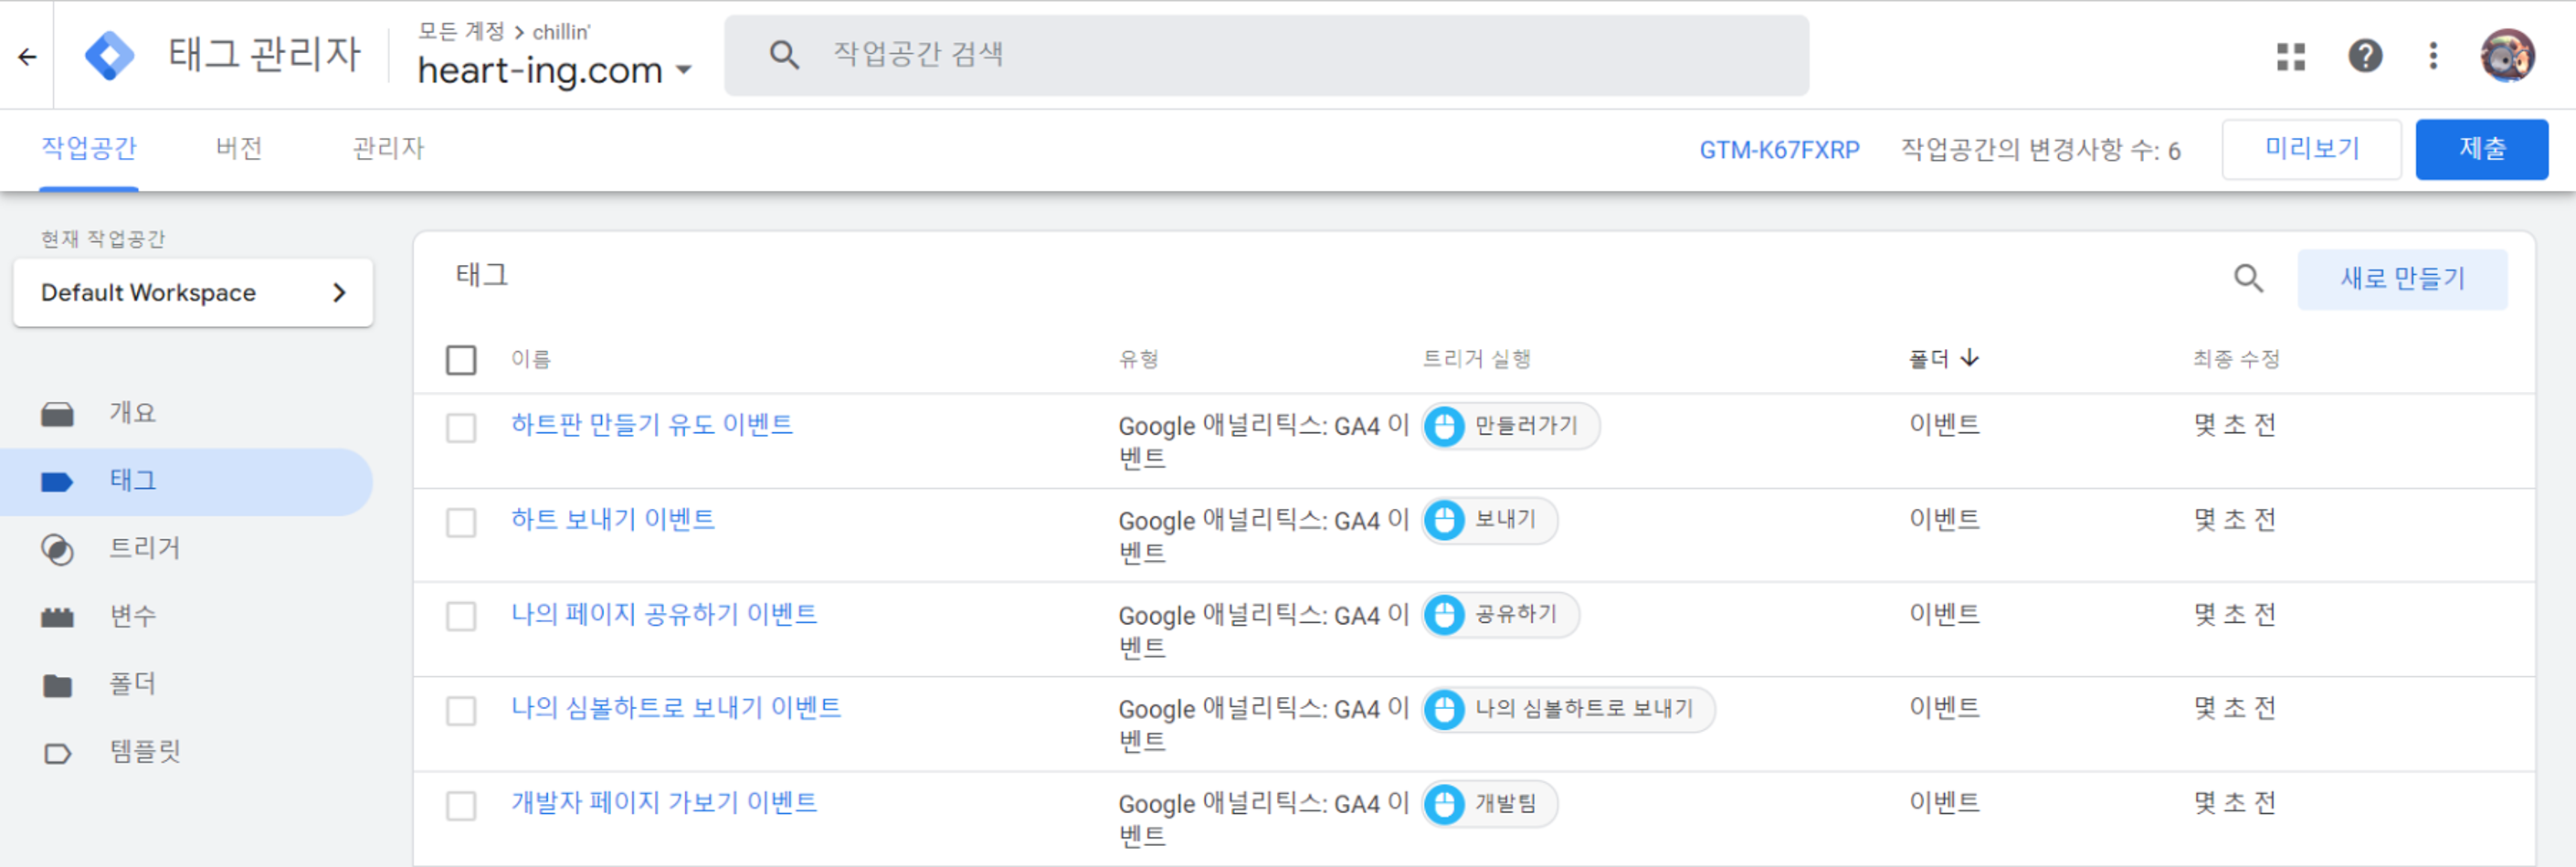 모든 계정 > chillin'
태그 관리자
heart-ing.com
작업공간 검색
작업공간
버전
관리자
GTM-K67FXRP
작업공간의 변경사항 수: 6
미리보기
제출
현재 작업공간
Default Workspace
개요
태그
트리거
변수
폴더
템플릿
태그
새로 만들기
이름 유형 트리거 실행 폴더 최종 수정
하트판 만들기 유도 이벤트 Google 애널리틱스: GA4 이 만들러가기 이벤트 몇 초 전
벤트
하트 보내기 이벤트 Google 애널리틱스: GA4 이 보내기 이벤트 몇 초 전
벤트
나의 페이지 공유하기 이벤트 Google 애널리틱스: GA4 이 공유하기 이벤트 몇 초 전
벤트
나의 심볼하트로 보내기 이벤트 Google 애널리틱스: GA4 이 나의 심볼하트로 보내기 이벤트 몇 초 전
벤트
개발자 페이지 가보기 이벤트 Google 애널리틱스: GA4 이 개발팀 이벤트 몇 초 전
벤트